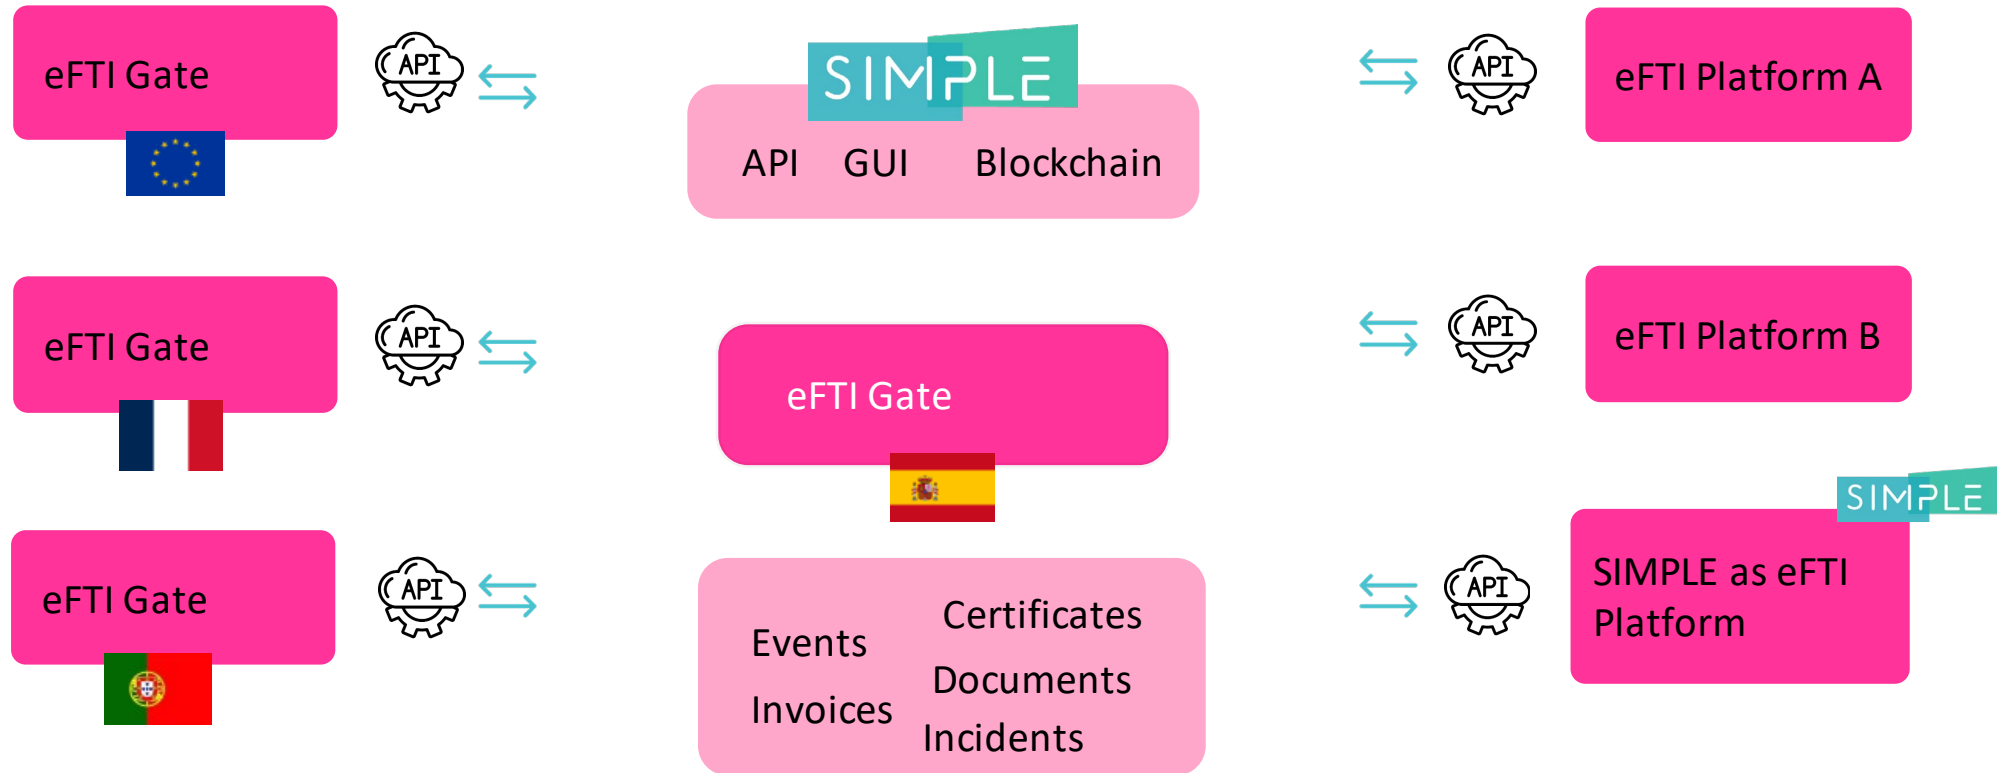 eFTI Gate
API
SIMPLE
API GUI Blockchain
API
eFTI Platform A
eFTI Gate
API
eFTI Gate
API
eFTI Platform B
eFTI Gate
API
Events
Certificates
Documents
Invoices
Incidents
API
SIMPLE
SIMPLE as eFTI
Platform